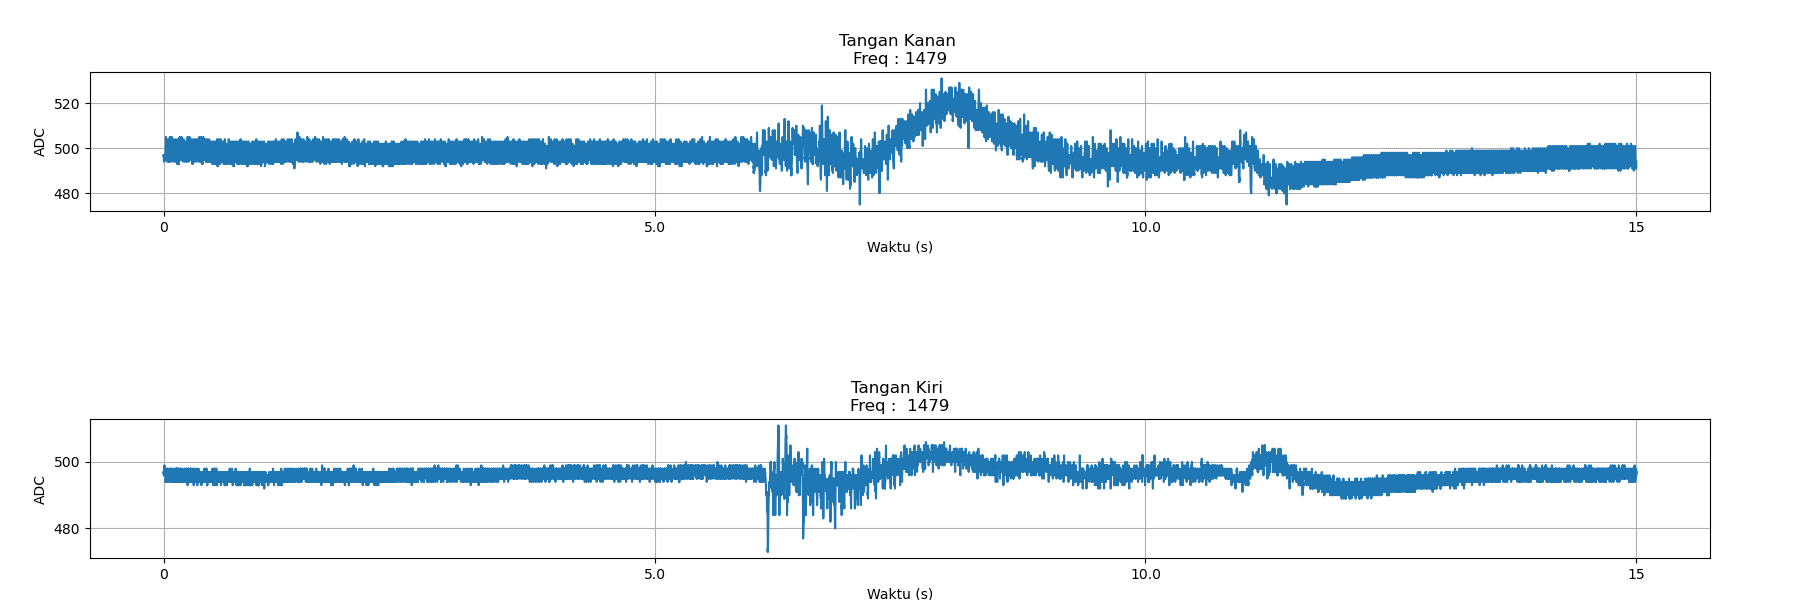 Tangan Kanan
Freq : 1479
ADC
520
500
480
0 5.0 10.0 15
Waktu (s)
Tangan Kiri
Freq :  1479
ADC
500
480
0 5.0 10.0 15
Waktu (s)